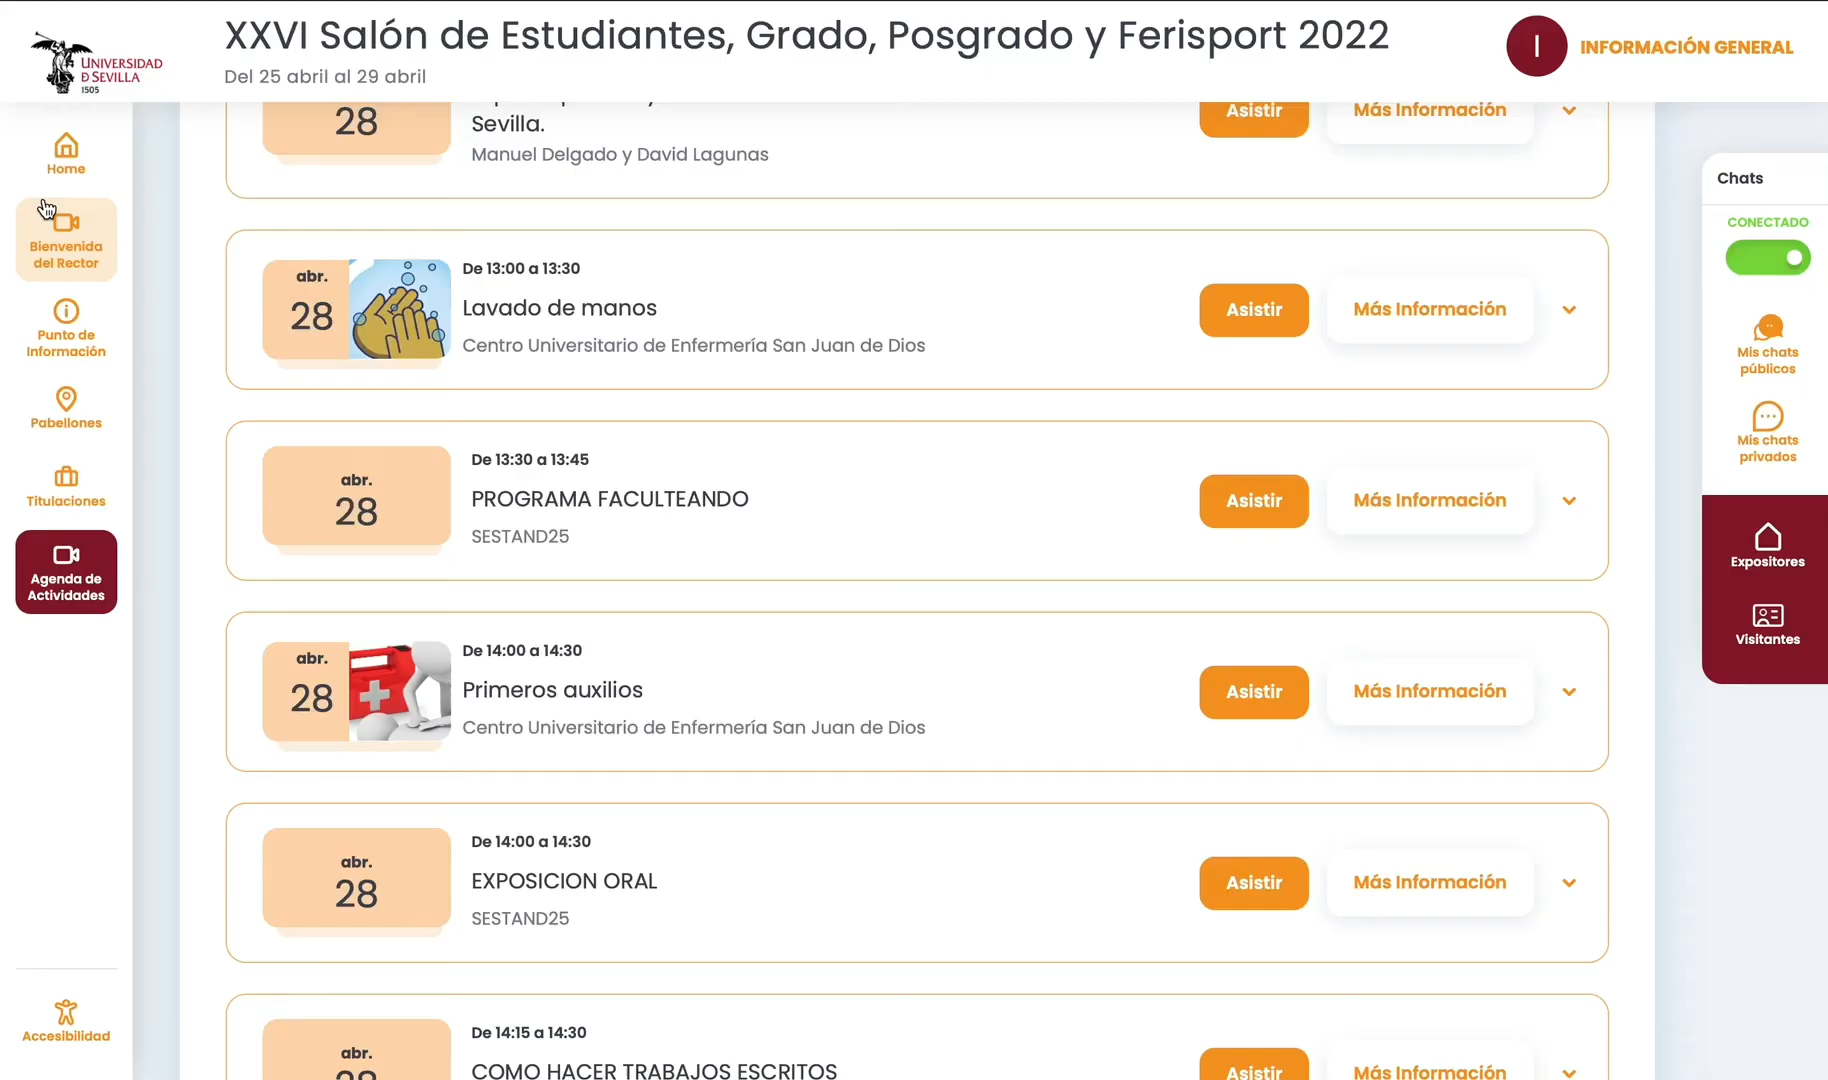 UNIVERSIDAD
D SEVILLA
1505
XXVI Salón de Estudiantes, Grado, Posgrado y Ferisport 2022
Del 25 abril al 29 abril
I
INFORMACIÓN GENERAL
Home
Bienvenida
del Rector
Punto de
Información
Pabellones
Titulaciones
Agenda de
Actividades
Accesibilidad
28
Sevilla.
Manuel Delgado y David Lagunas
Asistir
Más Información
abr.
28
De 13:00 a 13:30
Lavado de manos
Centro Universitario de Enfermería San Juan de Dios
Asistir
Más Información
abr.
28
De 13:30 a 13:45
PROGRAMA FACULTEANDO
SESTAND25
Asistir
Más Información
abr.
28
De 14:00 a 14:30
Primeros auxilios
Centro Universitario de Enfermería San Juan de Dios
Asistir
Más Información
abr.
28
De 14:00 a 14:30
EXPOSICION ORAL
SESTAND25
Asistir
Más Información
abr.
28
De 14:15 a 14:30
COMO HACER TRABAJOS ESCRITOS
Asistir
Más Información
Chats
CONECTADO
Mis chats
públicos
Mis chats
privados
Expositores
Visitantes